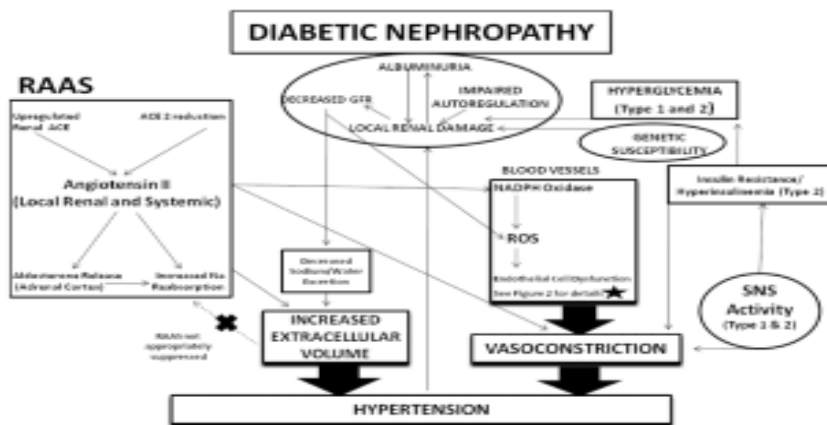 DIABETIC NEPHROPATHY
RAAS
Upregulated
Renal ACE
ACE 2 reduction
Angiotensin II
(Local Renal and Systemic)
Aldosterone Release
(Adrenal Cortex)
Increased Na
Reabsorption
ALBUMINURIA
DECREASED GFR
IMPAIRED
AUTOREGULATION
LOCAL RENAL DAMAGE
HYPERGLYCEMIA
(Type 1 and 2)
GENETIC
SUSCEPTIBILITY
BLOOD VESSELS
NADPH Oxidase
ROS
Endothelial Cell Dysfunction
See Figure 2 for details
Insulin Resistance/
Hyperinsulinemia (Type 2)
SNS
Activity
(Type 1 & 2)
Decreased
Sodium/Water
Excretion
RAAS not
appropriately
suppressed
INCREASED
EXTRACELLULAR
VOLUME
VASOCONSTRICTION
HYPERTENSION